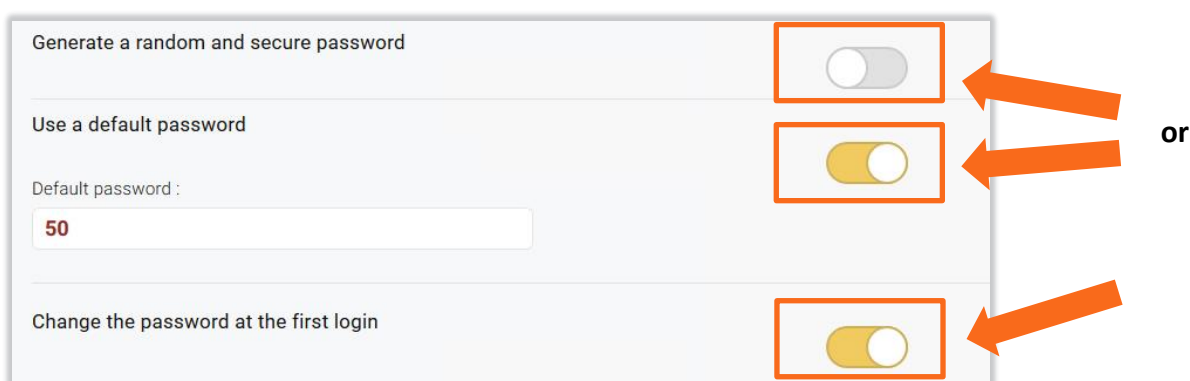 Generate a random and secure password
Use a default password
or
Default password :
50
Change the password at the first login